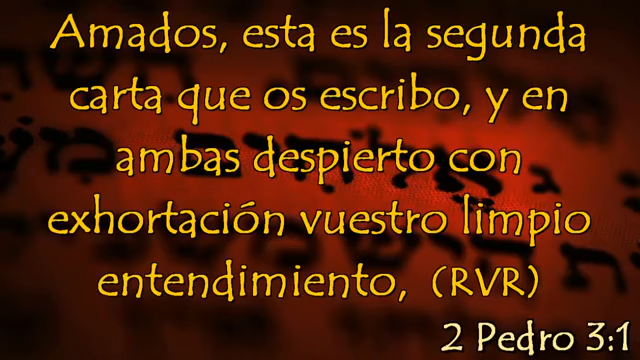 Amados, esta es la segunda
carta que os escribo, y en
ambas despierto con
exhortación vuestro limpio
entendimiento, (RVR)
2 Pedro 3:1